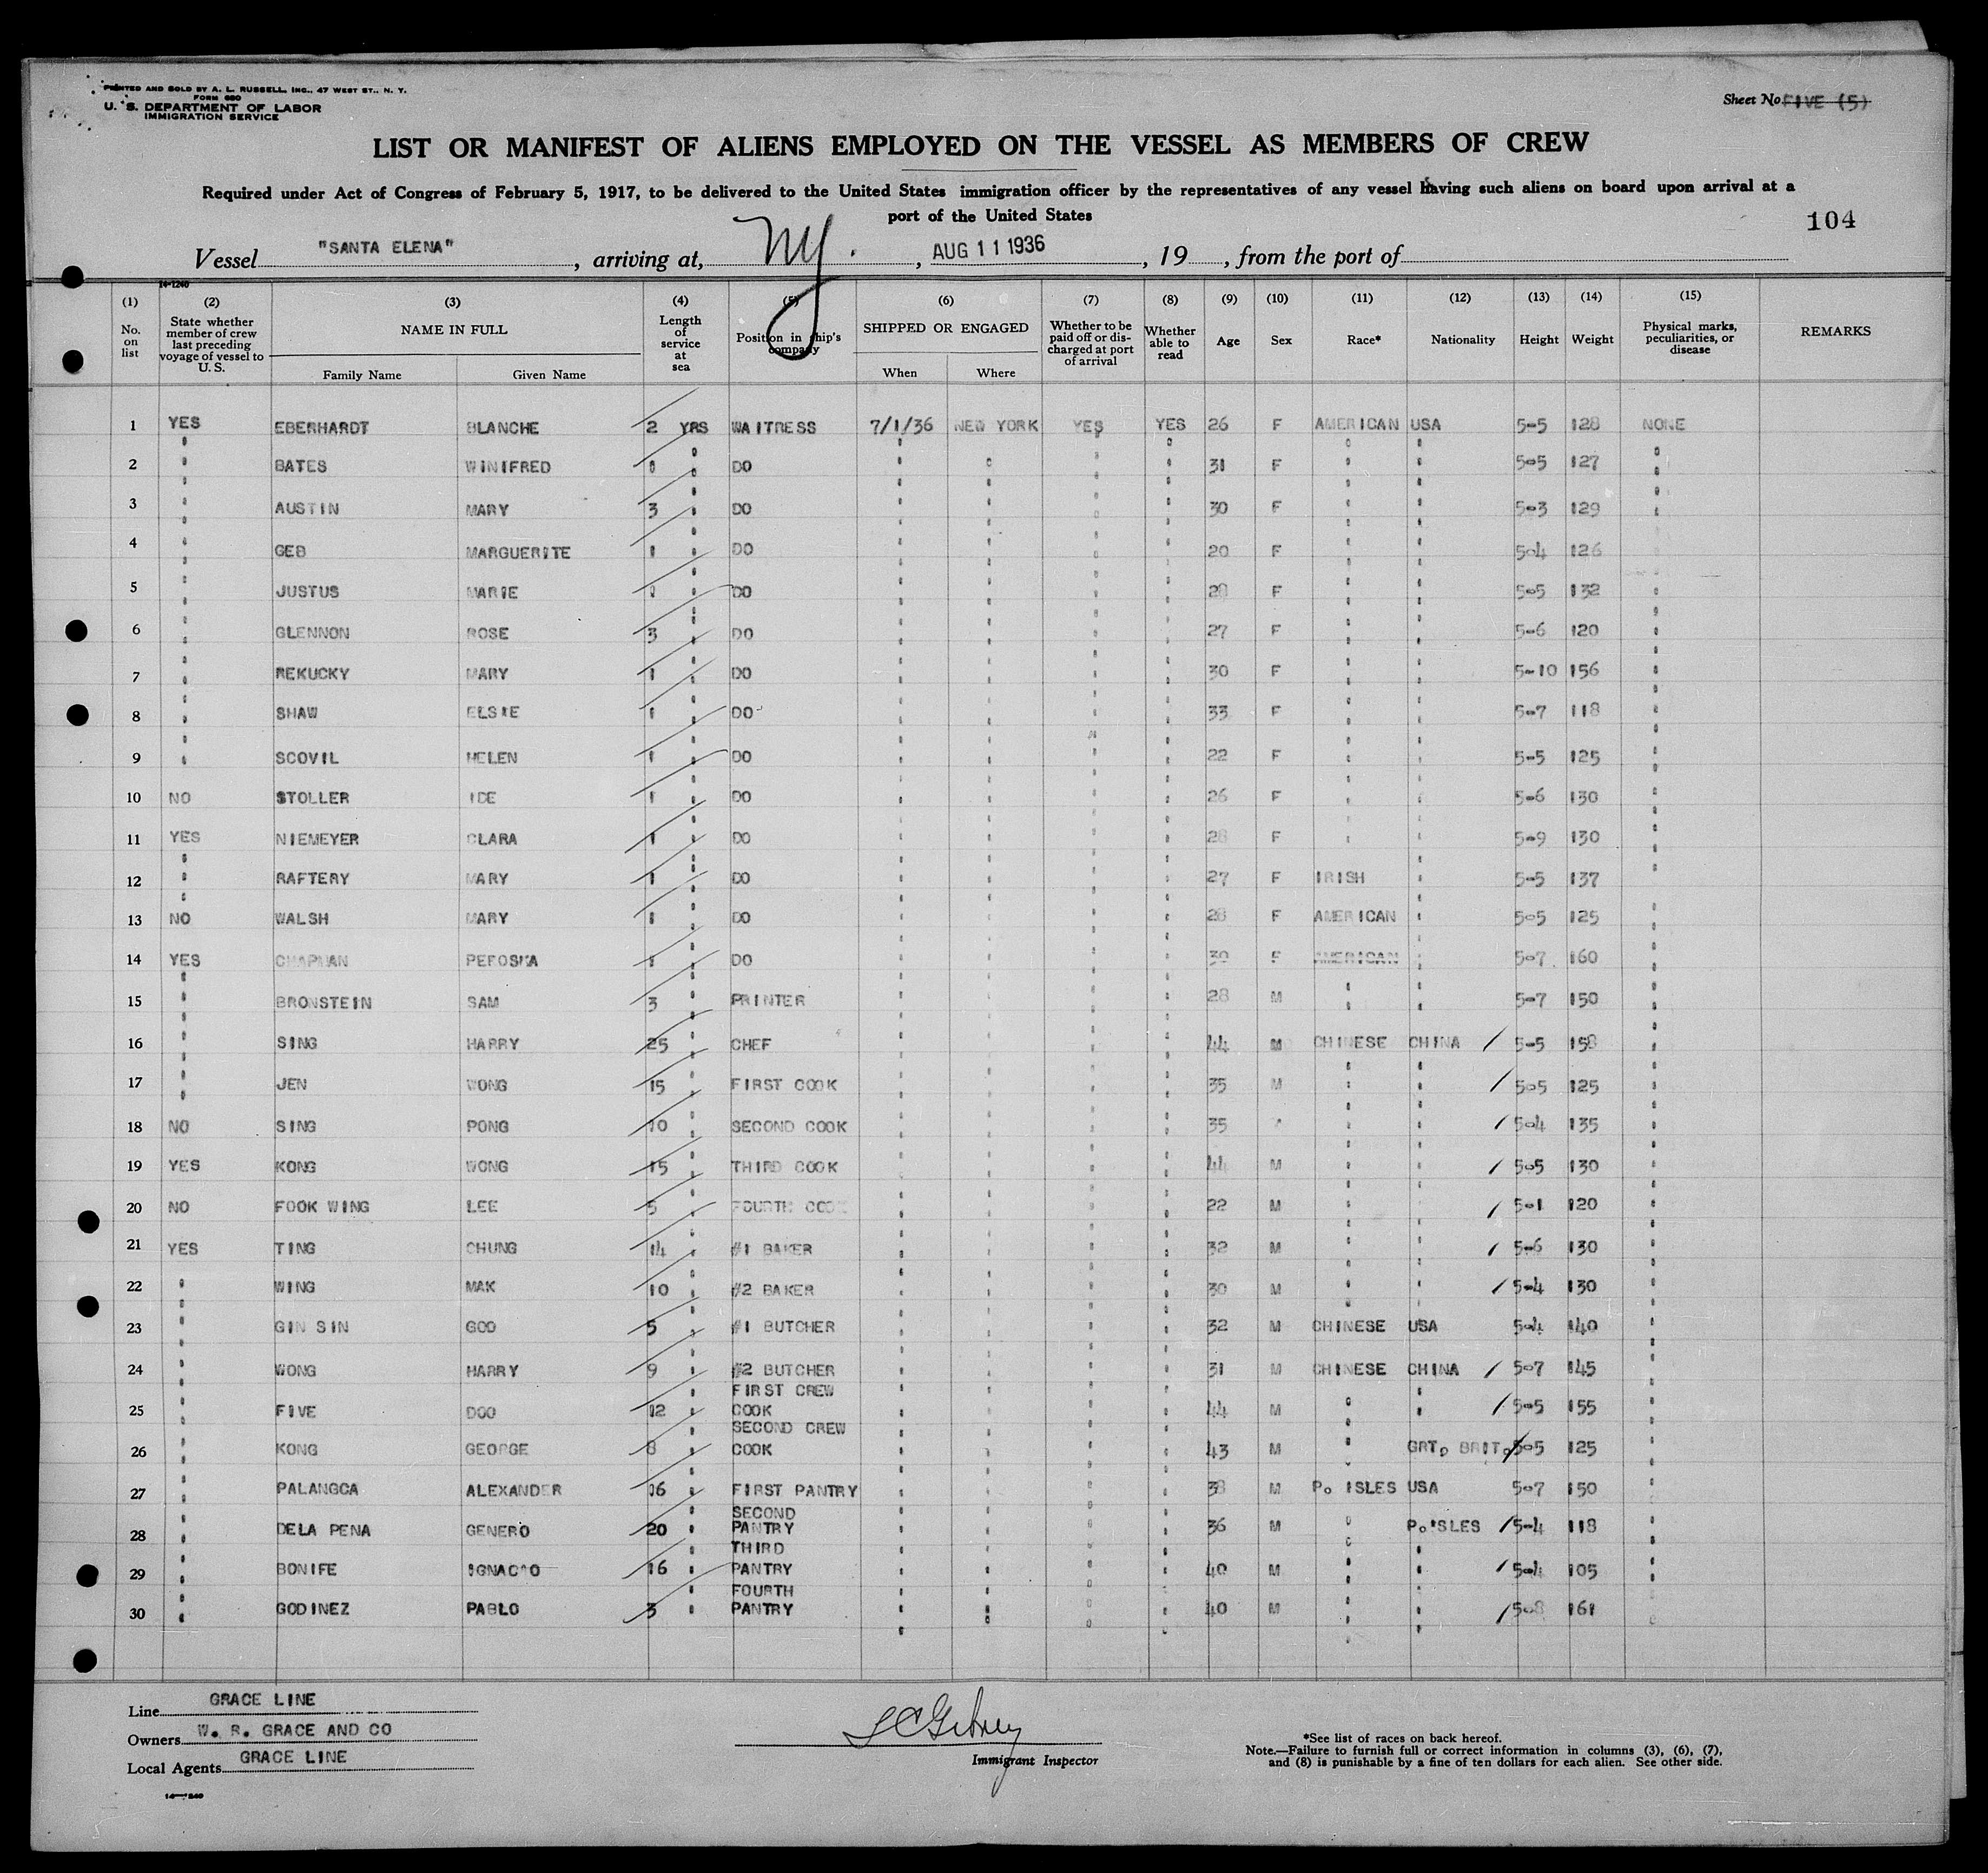 PRINTED AND SOLD BY A. L. RUSSELL, INC., 47 WEST ST., N. Y.
FORM 680
U. S. DEPARTMENT OF LABOR
IMMIGRATION SERVICE
Sheet No. FIVE (5)
LIST OR MANIFEST OF ALIENS EMPLOYED ON THE VESSEL AS MEMBERS OF CREW
Required under Act of Congress of February 5, 1917, to be delivered to the United States immigration officer by the representatives of any vessel having such aliens on board upon arrival at a
port of the United States
104
Vessel "SANTA ELENA", arriving at, NY., AUG 11 1936, 19, from the port of
14-1240
(1) (2) (3) (4) (5) (6) (7) (8) (9) (10) (11) (12) (13) (14) (15)
No. on list State whether member of crew last preceding voyage of vessel to U. S. NAME IN FULL Family Name Given Name Length of service at sea Position in ship's company SHIPPED OR ENGAGED When Where Whether to be paid off or discharged at port of arrival Whether able to read Age Sex Race* Nationality Height Weight Physical marks, peculiarities, or disease REMARKS
1 YES EBERHARDT BLANCHE 2 YRS WAITRESS 7/1/36 NEW YORK YES YES 26 F AMERICAN USA 5-5 128 NONE
2 " BATES WINIFRED 1 " DO " " " " 31 F " " 5-5 127 "
3 " AUSTIN MARY 3 " DO " " " " 30 F " " 5-3 129 "
4 " GEB MARGUERITE 1 " DO " " " " 20 F " " 5-4 126 "
5 " JUSTUS MARIE 1 " DO " " " " 28 F " " 5-5 132 "
6 " GLENNON ROSE 3 " DO " " " " 27 F " " 5-6 120 "
7 " REKUCKY MARY 1 " DO " " " " 30 F " " 5-10 156 "
8 " SHAW ELSIE 1 " DO " " " " 33 F " " 5-7 118 "
9 " SCOVIL HELEN 1 " DO " " " " 22 F " " 5-5 125 "
10 NO STOLLER IDE 1 " DO " " " " 26 F " " 5-6 130 "
11 YES NIEMEYER CLARA 1 " DO " " " " 28 F " " 5-9 130 "
12 " RAFTERY MARY 1 " DO " " " " 27 F IRISH " 5-5 137 "
13 NO WALSH MARY 1 " DO " " " " 28 F AMERICAN " 5-5 125 "
14 YES CHAPMAN PEFOSKA 1 " DO " " " " 30 F AMERICAN " 5-7 160 "
15 " BRONSTEIN SAM 3 " PRINTER " " " " 28 M " " 5-7 150 "
16 " SING HARRY 25 " CHEF " " " " 44 M CHINESE CHINA / 5-5 158 "
17 " JEN WONG 15 " FIRST COOK " " " " 35 M " " / 5-5 125 "
18 NO SING PONG 10 " SECOND COOK " " " " 35 " " " / 5-4 135 "
19 YES KONG WONG 15 " THIRD COOK " " " " 44 M " " / 5-5 130 "
20 NO FOOK WING LEE 5 " FOURTH COOK " " " " 22 M " " / 5-1 120 "
21 YES TING CHUNG 14 " #1 BAKER " " " " 32 M " " / 5-6 130 "
22 " WING MAK 10 " #2 BAKER " " " " 30 M " " / 5-4 130 "
23 " GIN SIN GOO 5 " #1 BUTCHER " " " " 32 M CHINESE USA 5-4 140 "
24 " WONG HARRY 9 " #2 BUTCHER " " " " 31 M CHINESE CHINA / 5-7 145 "
25 " FIVE DOO 12 " FIRST CREW COOK " " " " 44 M " " / 5-5 155 "
26 " KONG GEORGE 8 " SECOND CREW COOK " " " " 43 M " GRT. BRIT. / 5-5 125 "
27 " PALANGCA ALEXANDER 16 " FIRST PANTRY " " " " 38 M P. ISLES USA 5-7 150 "
28 " DELA PENA GENERO 20 " SECOND PANTRY " " " " 36 M " P. ISLES / 5-4 118 "
29 " BONIFE IGNACIO 16 " THIRD PANTRY " " " " 40 M " " / 5-4 105 "
30 " GODINEZ PABLO 3 " FOURTH PANTRY " " " " 40 M " " / 5-8 161 "
Line GRACE LINE
Owners W. R. GRACE AND CO
Local Agents GRACE LINE
14-1240
Immigrant Inspector
*See list of races on back hereof.
Note.—Failure to furnish full or correct information in columns (3), (6), (7),
and (8) is punishable by a fine of ten dollars for each alien. See other side.